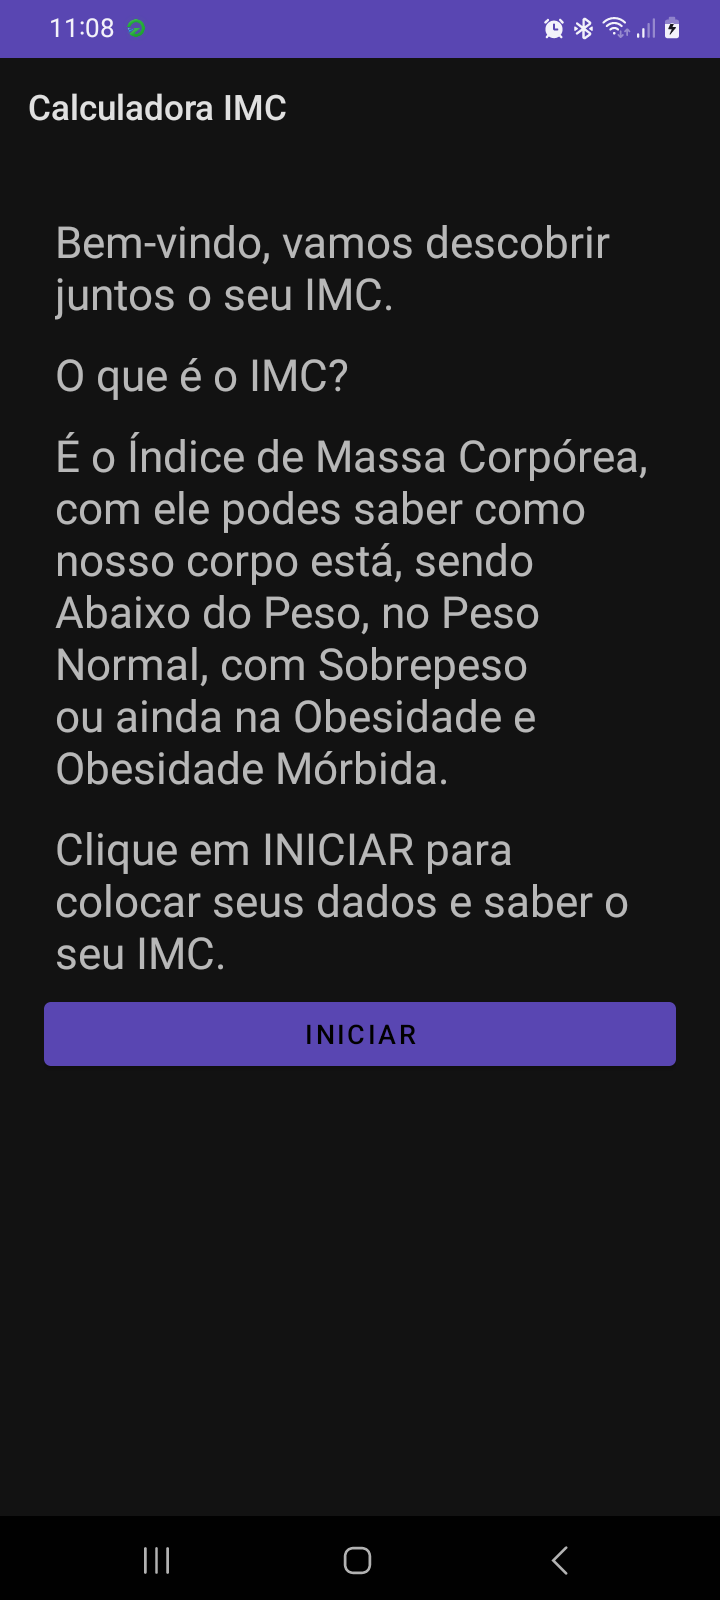 11:08
Calculadora IMC
Bem-vindo, vamos descobrir
juntos o seu IMC.
O que é o IMC?
É o Índice de Massa Corpórea,
com ele podes saber como
nosso corpo está, sendo
Abaixo do Peso, no Peso
Normal, com Sobrepeso
ou ainda na Obesidade e
Obesidade Mórbida.
Clique em INICIAR para
colocar seus dados e saber o
seu IMC.
INICIAR